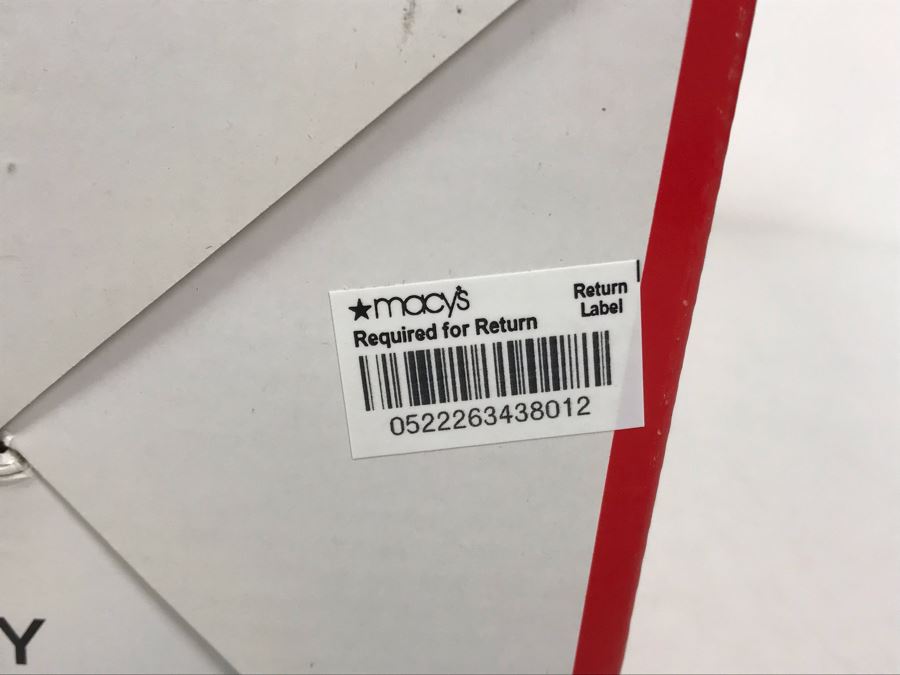 ★macy's
Return
Label
Required for Return
0522263438012
Y